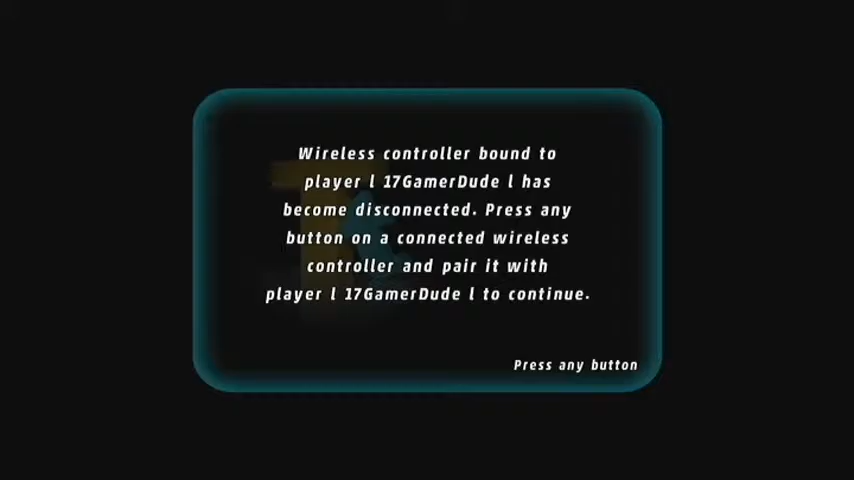 Wireless controller bound to
player l 17GamerDude l has
become disconnected. Press any
button on a connected wireless
controller and pair it with
player l 17GamerDude l to continue.
Press any button